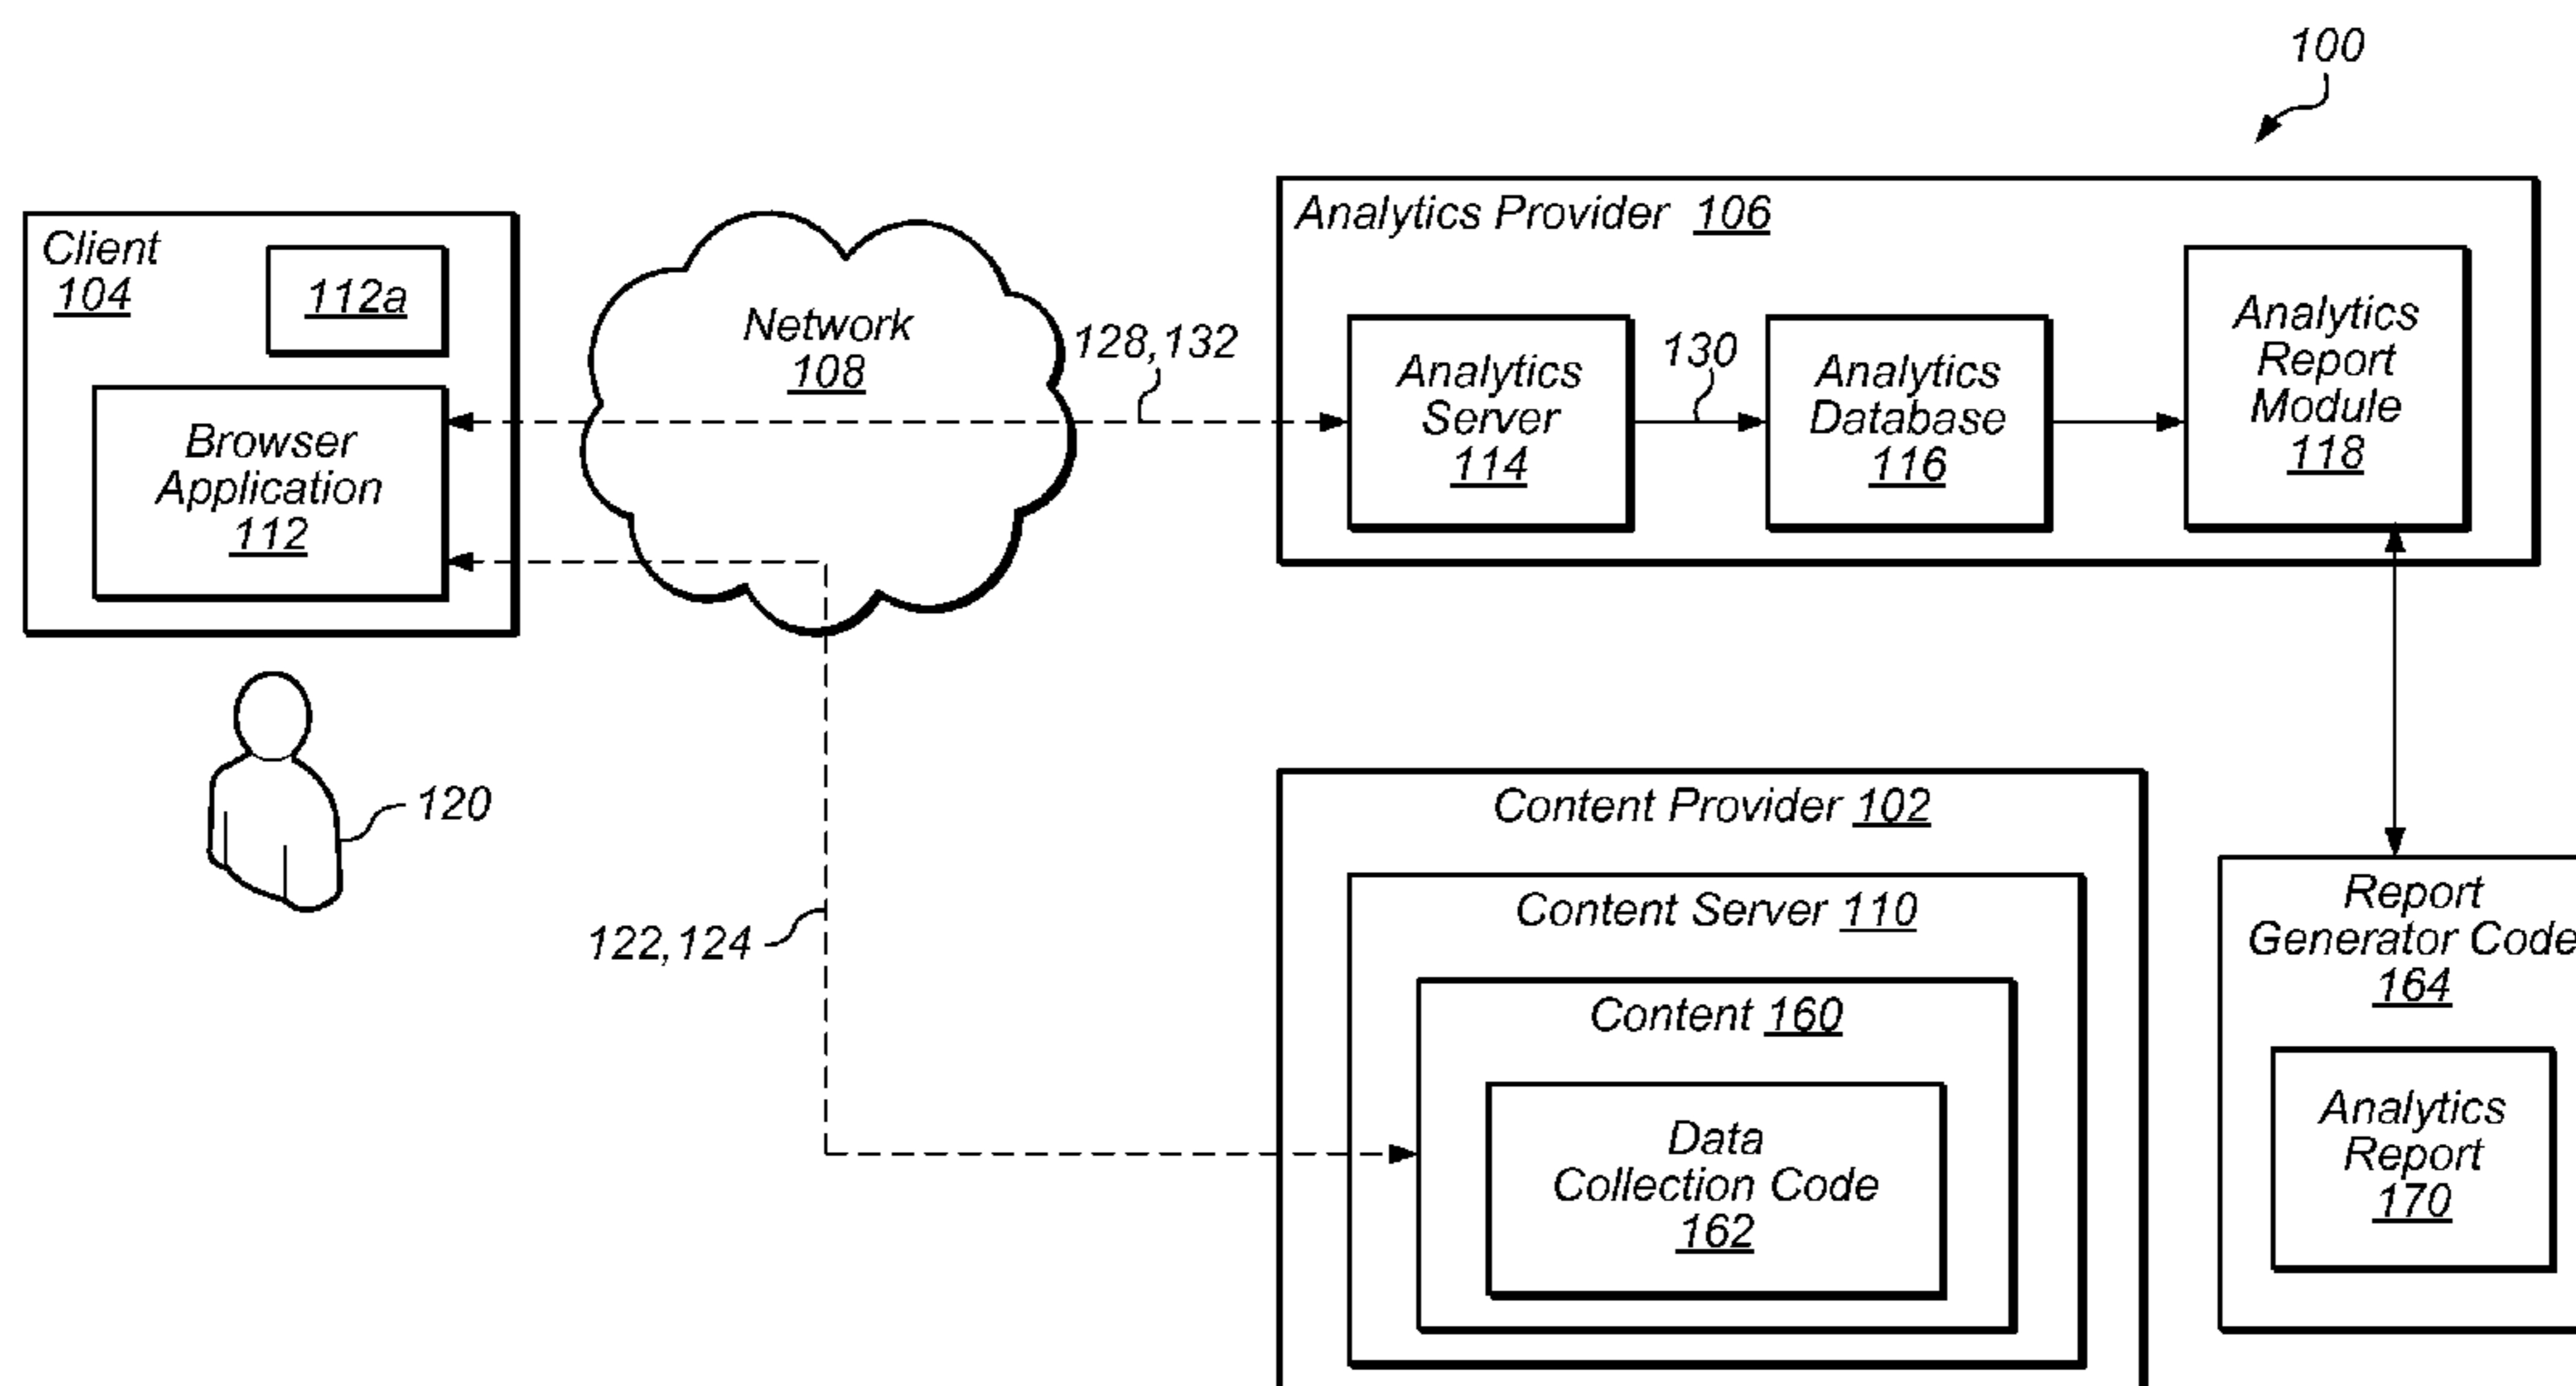 100
Client
104
112a
Browser
Application
112
Network
108
128,132
Analytics Provider 106
Analytics
Server
114
130
Analytics
Database
116
Analytics
Report
Module
118
120
122,124
Content Provider 102
Content Server 110
Content 160
Data
Collection Code
162
Report
Generator Code
164
Analytics
Report
170